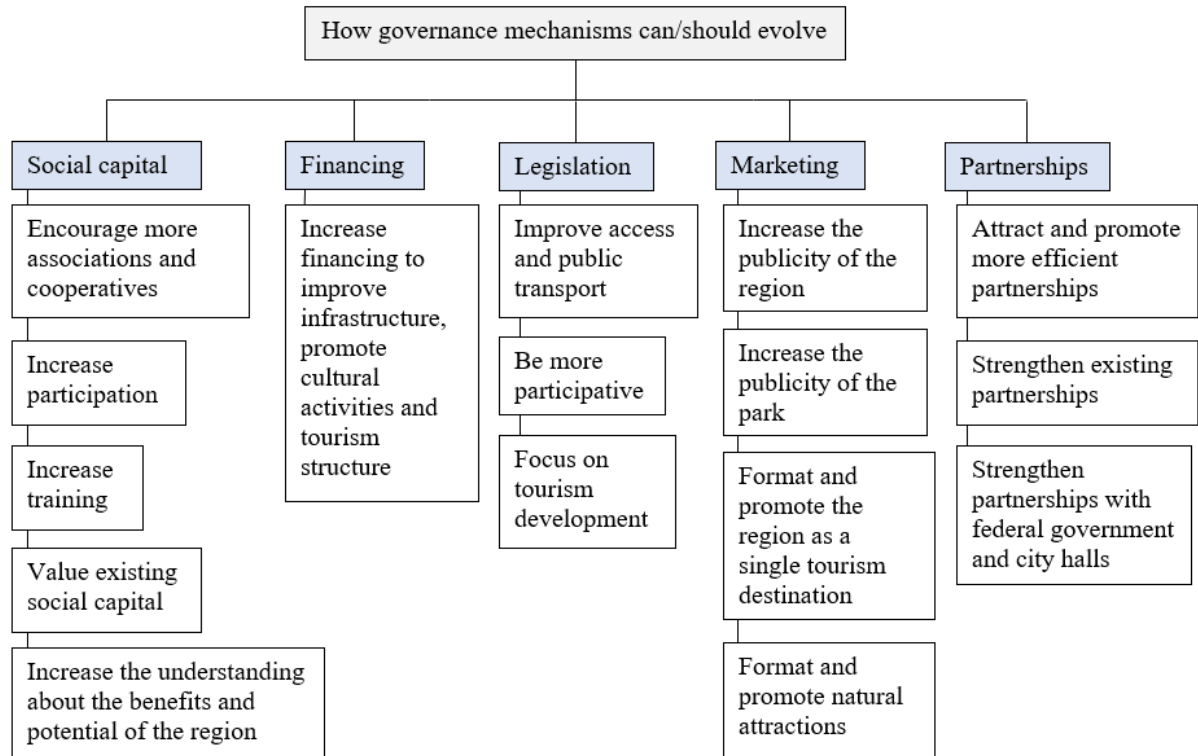 How governance mechanisms can/should evolve
Social capital
Encourage more
associations and
cooperatives
Increase
participation
Increase
training
Value existing
social capital
Increase the understanding
about the benefits and
potential of the region
Financing
Increase
financing to
improve
infrastructure,
promote
cultural
activities and
tourism
structure
Legislation
Improve access
and public
transport
Be more
participative
Focus on
tourism
development
Marketing
Increase the
publicity of the
region
Increase the
publicity of the
park
Format and
promote the
region as a
single tourism
destination
Format and
promote natural
attractions
Partnerships
Attract and promote
more efficient
partnerships
Strengthen existing
partnerships
Strengthen
partnerships with
federal government
and city halls